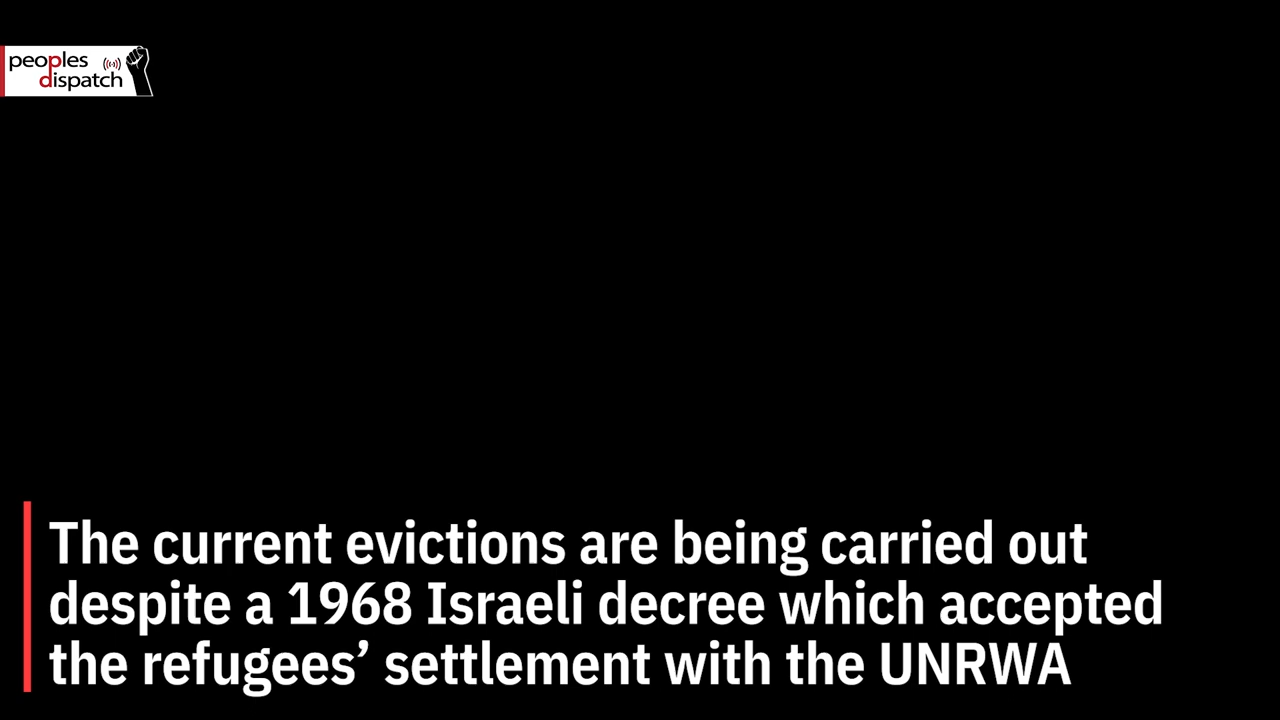 peoples
dispatch
The current evictions are being carried out
despite a 1968 Israeli decree which accepted
the refugees’ settlement with the UNRWA